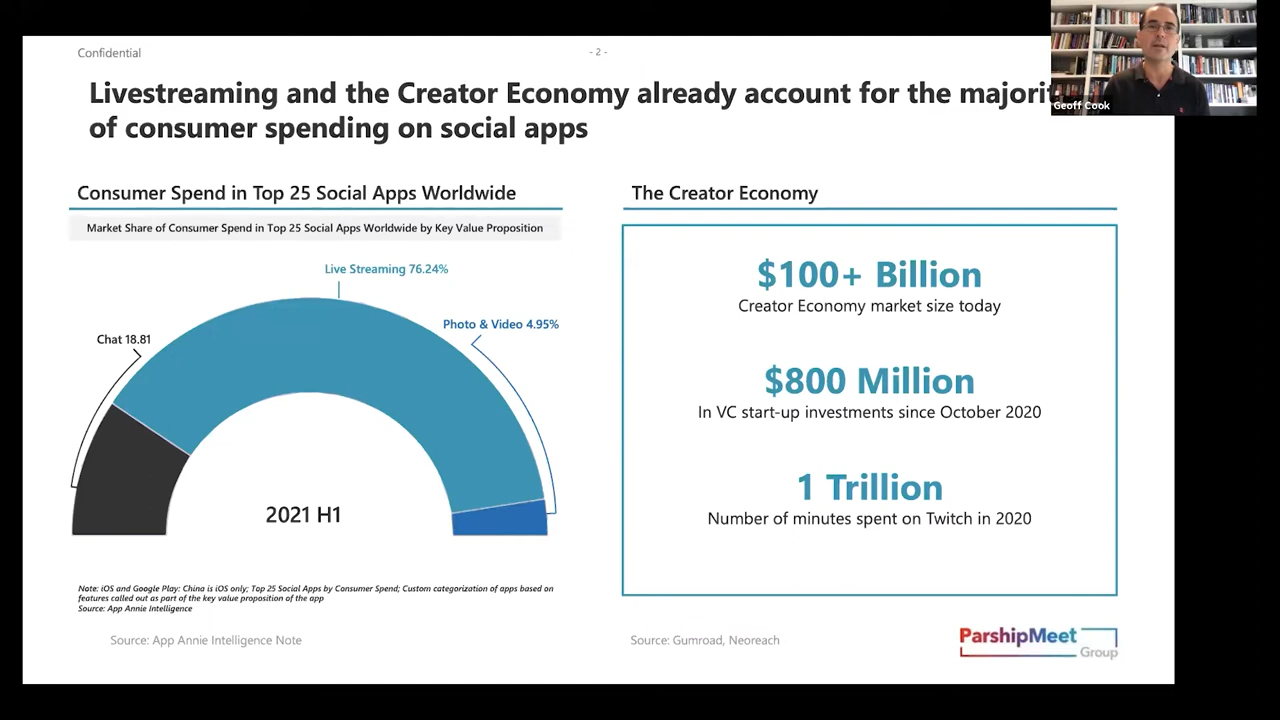 Confidential
- 2 -
Geoff Cook
Livestreaming and the Creator Economy already account for the majorit
of consumer spending on social apps
Consumer Spend in Top 25 Social Apps Worldwide
Market Share of Consumer Spend in Top 25 Social Apps Worldwide by Key Value Proposition
Live Streaming 76.24%
Photo & Video 4.95%
Chat 18.81
2021 H1
Note: iOS and Google Play: China is iOS only; Top 25 Social Apps by Consumer Spend; Custom categorization of apps based on
features called out as part of the key value proposition of the app
Source: App Annie Intelligence
Source: App Annie Intelligence Note
The Creator Economy
$100+ Billion
Creator Economy market size today
$800 Million
In VC start-up investments since October 2020
1 Trillion
Number of minutes spent on Twitch in 2020
Source: Gumroad, Neoreach
ParshipMeet
Group